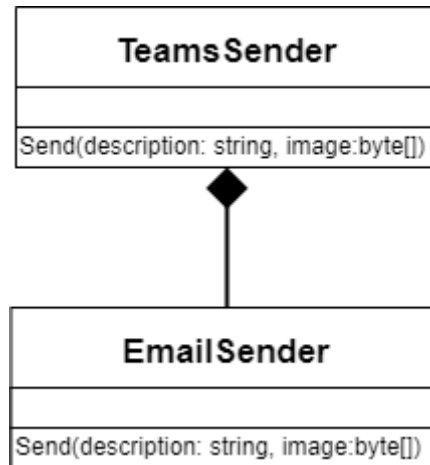 TeamsSender
Send(description: string, image:byte[])
EmailSender
Send(description: string, image:byte[])